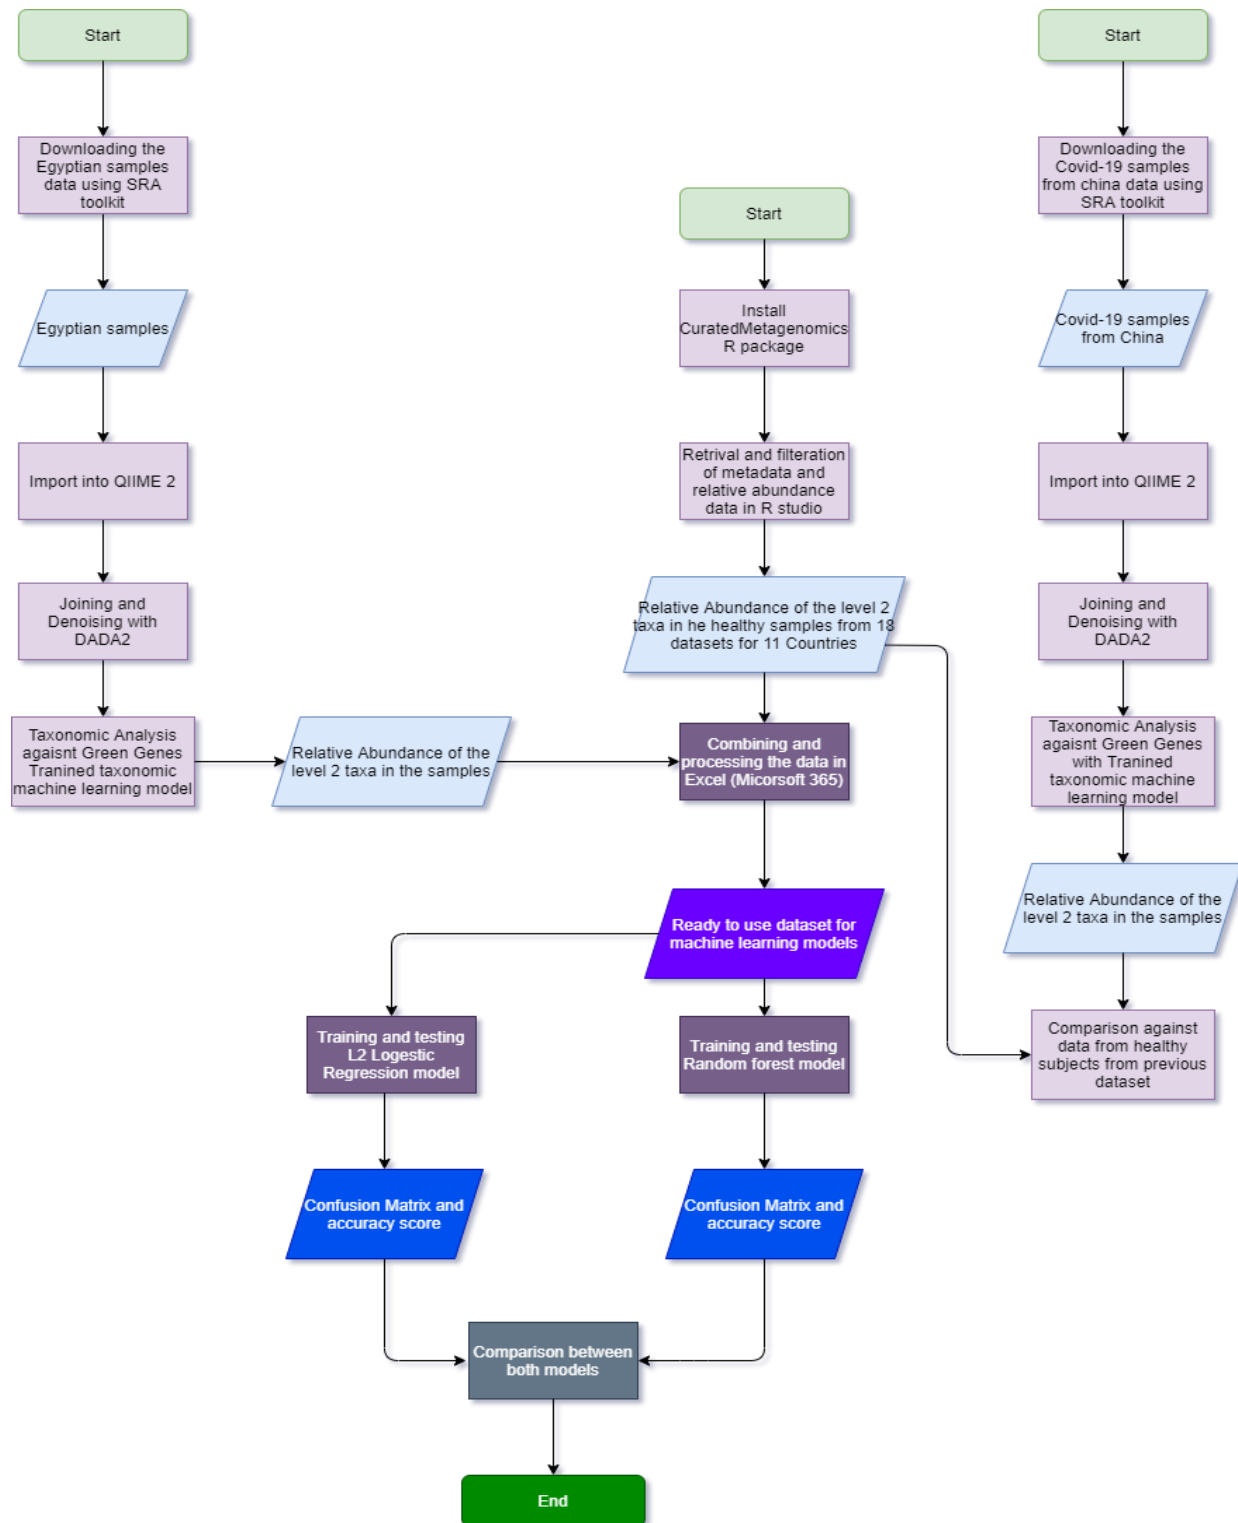 Start
Downloading the
Egyptian samples
data using SRA
toolkit
Egyptian samples
Import into QIIME 2
Joining and
Denoising with
DADA2
Taxonomic Analysis
agaisnt Green Genes
Tranined taxonomic
machine learning model
Relative Abundance of the
level 2 taxa in the samples
Start
Install
CuratedMetagenomics
R package
Retrival and filteration
of metadata and
relative abundance
data in R studio
Relative Abundance of the level 2
taxa in he healthy samples from 18
datasets for 11 Countries
Combining and
processing the data in
Excel (Micorsoft 365)
Ready to use dataset for
machine learning models
Training and testing
L2 Logestic
Regression model
Training and testing
Random forest model
Confusion Matrix and
accuracy score
Confusion Matrix and
accuracy score
Comparison between
both models
End
Start
Downloading the
Covid-19 samples
from china data using
SRA toolkit
Covid-19 samples
from China
Import into QIIME 2
Joining and
Denoising with
DADA2
Taxonomic Analysis
agaisnt Green Genes
with Tranined
taxonomic machine
learning model
Relative Abundance of the
level 2 taxa in the samples
Comparison against
data from healthy
subjects from previous
dataset